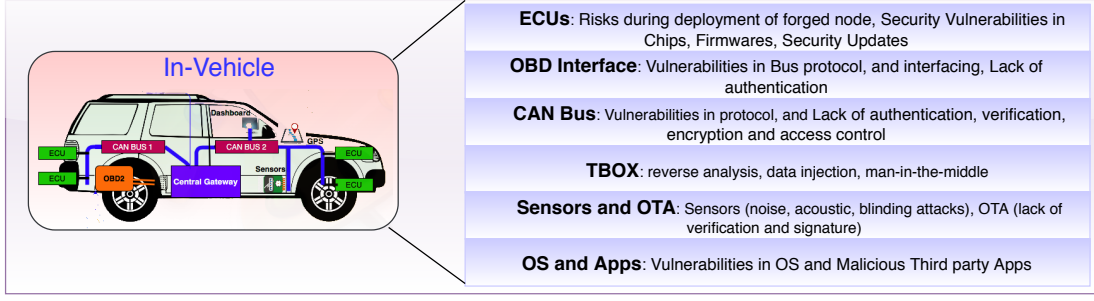 In-Vehicle
Dashboard
GPS
CAN BUS 1
CAN BUS 2
ECU
ECU
ECU
ECU
OBD2
Central Gateway
Sensors
ECUs: Risks during deployment of forged node, Security Vulnerabilities in
Chips, Firmwares, Security Updates
OBD Interface: Vulnerabilities in Bus protocol, and interfacing, Lack of
authentication
CAN Bus: Vulnerabilities in protocol, and Lack of authentication, verification,
encryption and access control
TBOX: reverse analysis, data injection, man-in-the-middle
Sensors and OTA: Sensors (noise, acoustic, blinding attacks), OTA (lack of
verification and signature)
OS and Apps: Vulnerabilities in OS and Malicious Third party Apps